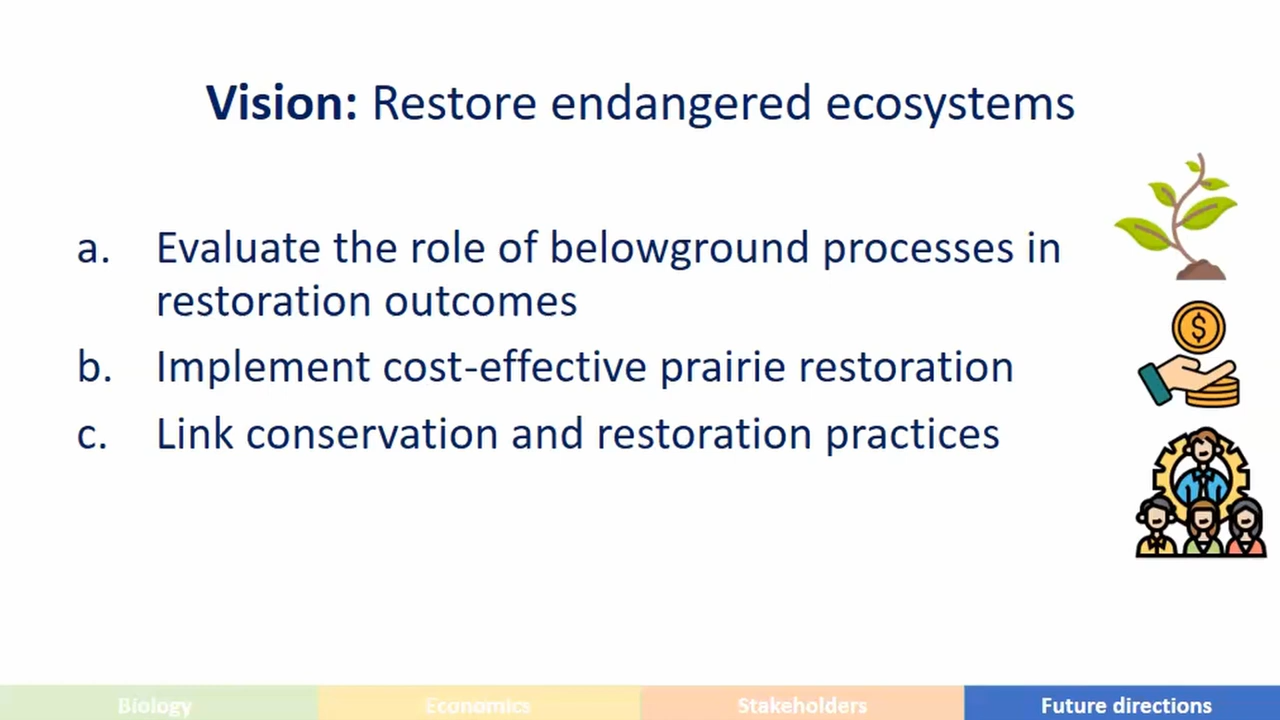 Vision: Restore endangered ecosystems
a. Evaluate the role of belowground processes in
restoration outcomes
b. Implement cost-effective prairie restoration
c. Link conservation and restoration practices
$
Biology Economics Stakeholders Future directions